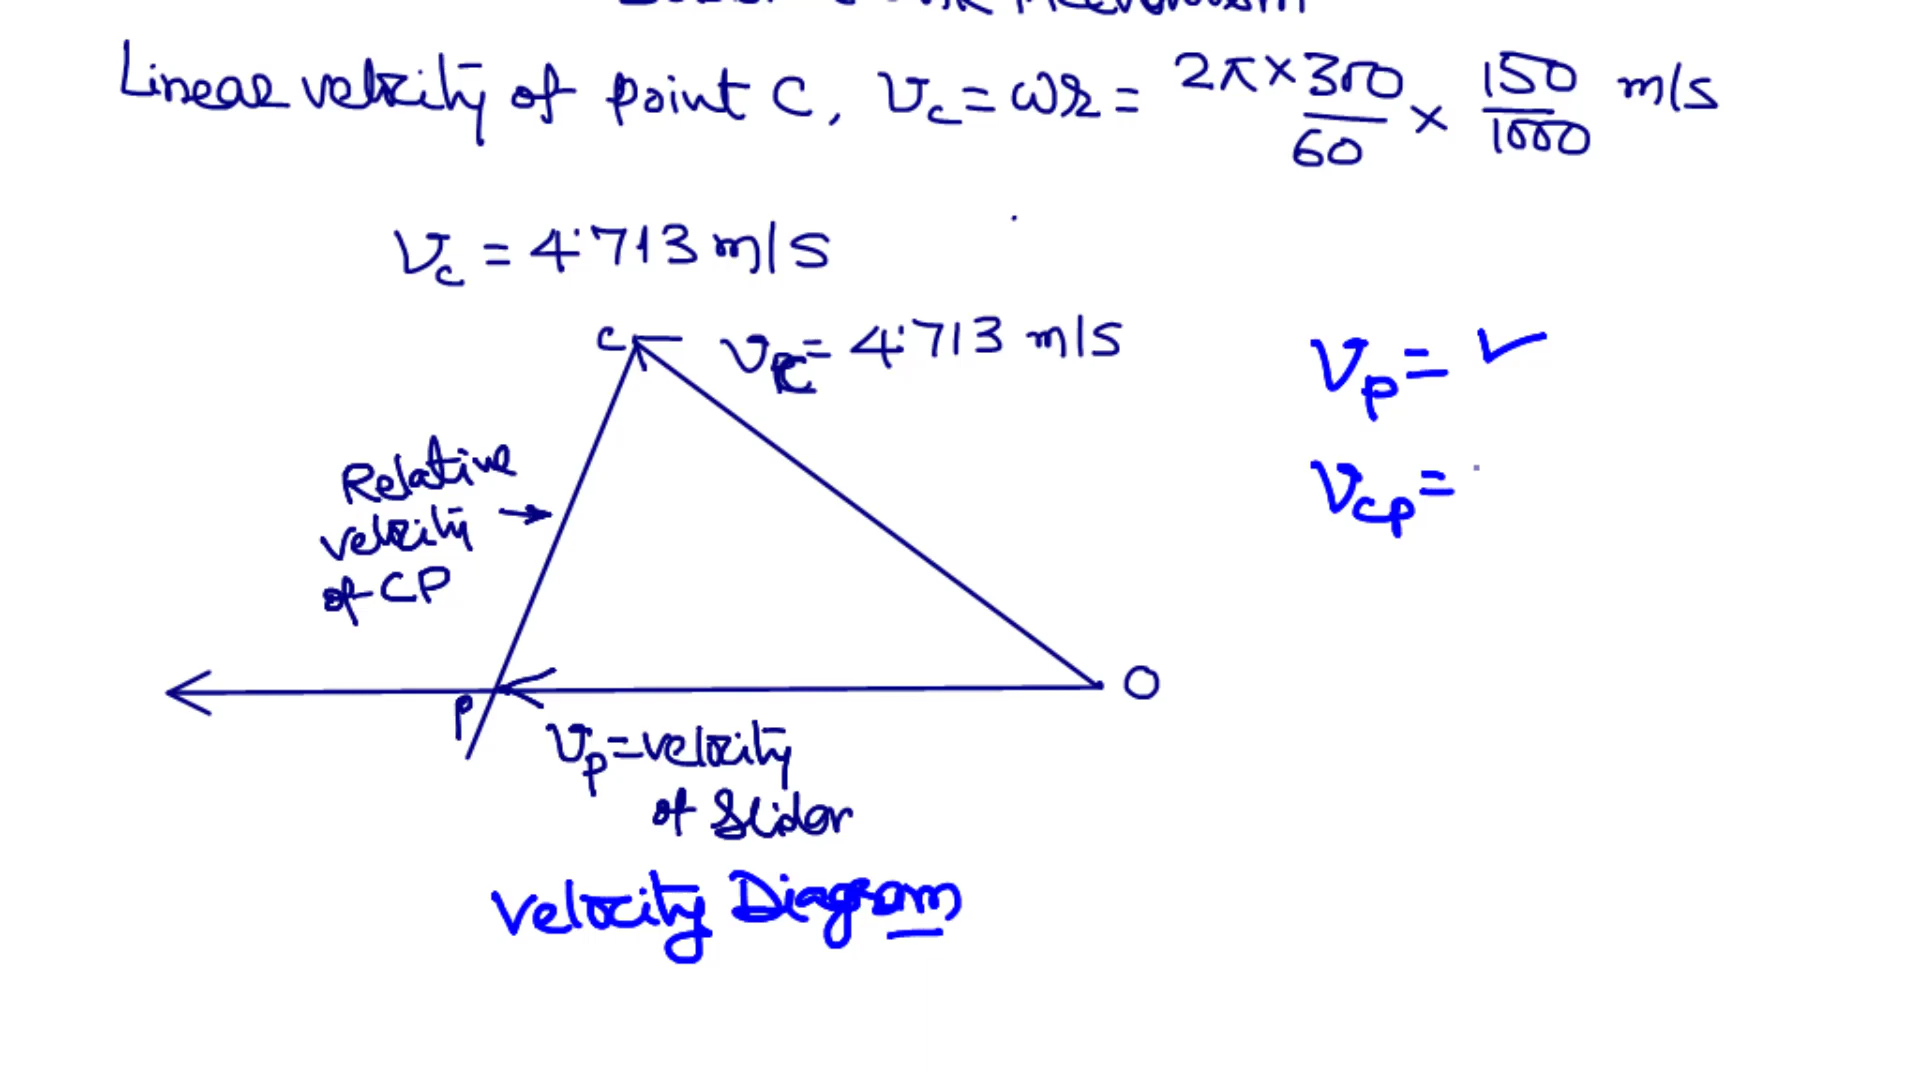 Linear velocity of point C, Vc = ωr = 2π×300/60 × 150/1000 m/s
Vc = 4.713 m/s
C
Vc = 4.713 m/s
Vp = ✓
Vcp =
Relative
velocity →
of CP
O
P
Vp = velocity
of Slider
Velocity Diagram